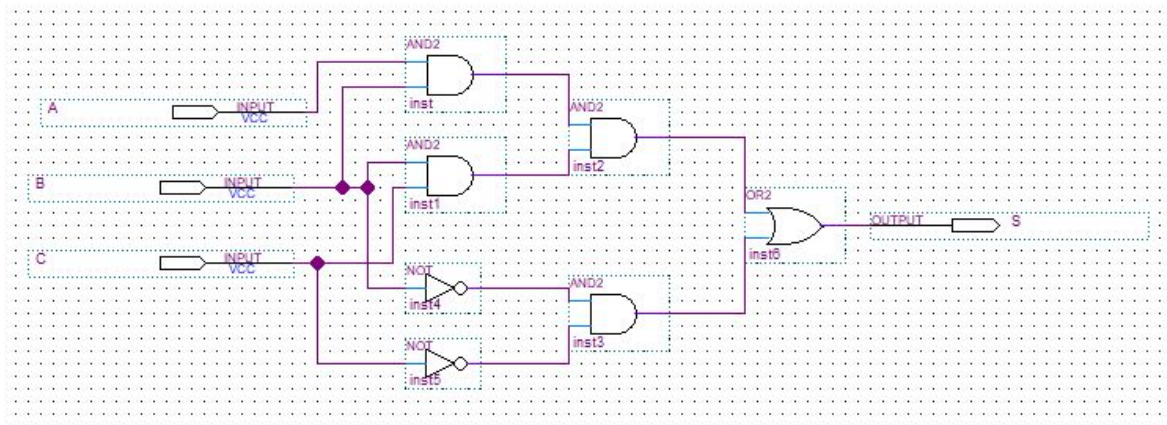 AND2
inst
A
INPUT
VCC
AND2
inst2
AND2
inst1
B
INPUT
VCC
OR2
inst6
OUTPUT
S
C
INPUT
VCC
NOT
inst4
AND2
inst3
NOT
inst5